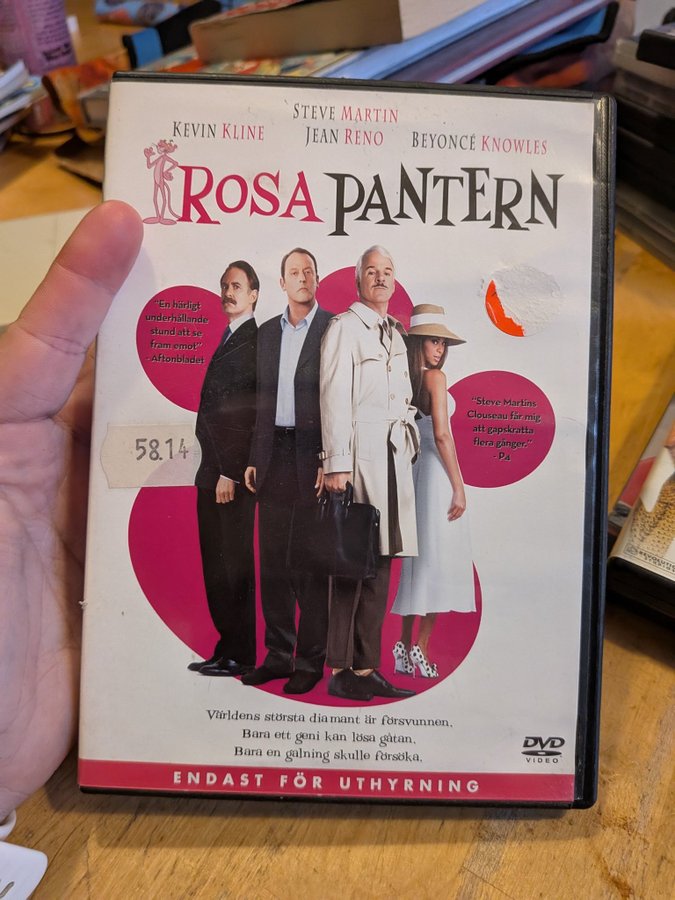 STEVE MARTIN
KEVIN KLINE JEAN RENO BEYONCÉ KNOWLES
ROSA PANTERN
"En härligt
underhållande
stund att se
fram emot"
- Aftonbladet
"Steve Martins
Clouseau får mig
att gapskratta
flera gånger."
- P4
58.14
Världens största diamant är försvunnen.
Bara ett geni kan lösa gåtan.
Bara en galning skulle försöka.
DVD
VIDEO
ENDAST FÖR UTHYRNING